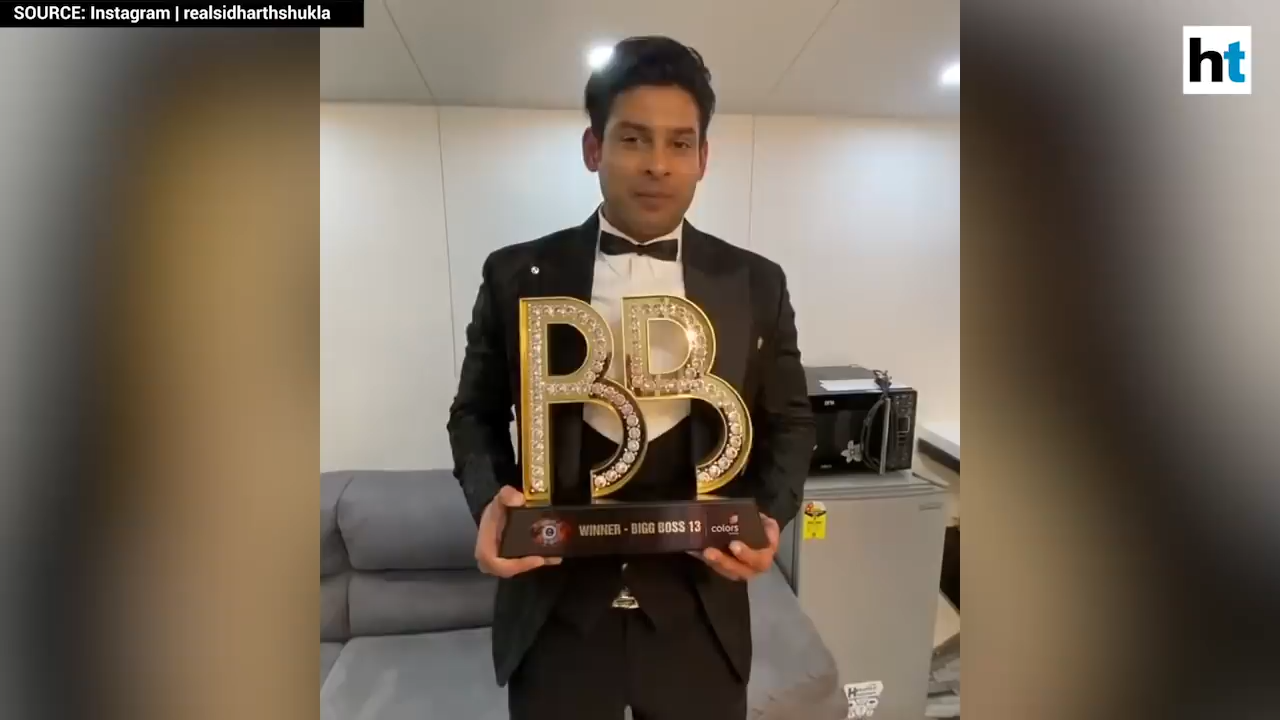 SOURCE: Instagram | realsidharthshukla
ht
BB
WINNER - BIGG BOSS 13
colors